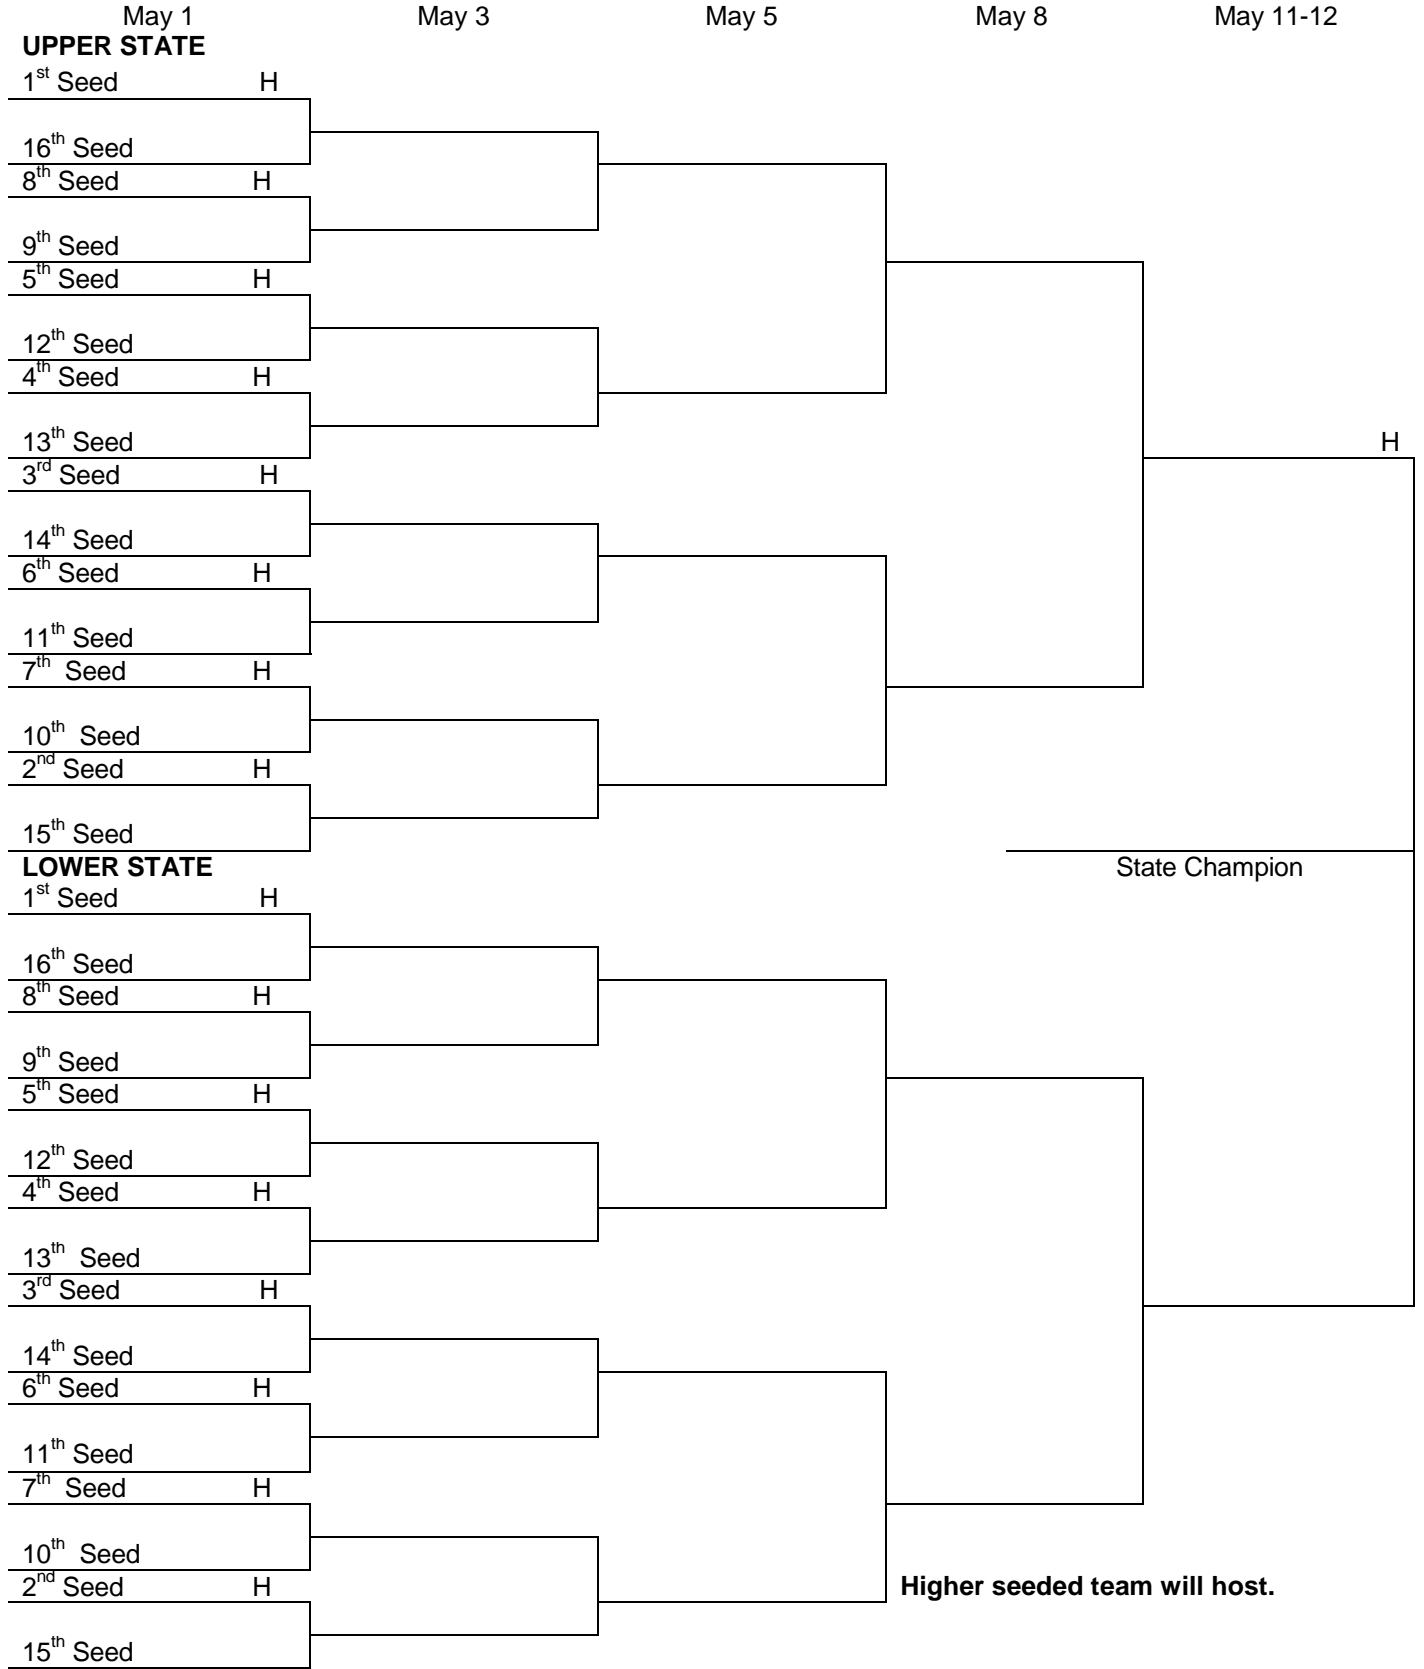 May 1 May 3 May 5 May 8 May 11-12
UPPER STATE
1st Seed H
16th Seed
8th Seed H
9th Seed
5th Seed H
12th Seed
4th Seed H
13th Seed
H
3rd Seed H
14th Seed
6th Seed H
11th Seed
7th Seed H
10th Seed
2nd Seed H
15th Seed
LOWER STATE
State Champion
1st Seed H
16th Seed
8th Seed H
9th Seed
5th Seed H
12th Seed
4th Seed H
13th Seed
3rd Seed H
14th Seed
6th Seed H
11th Seed
7th Seed H
10th Seed
2nd Seed H
Higher seeded team will host.
15th Seed